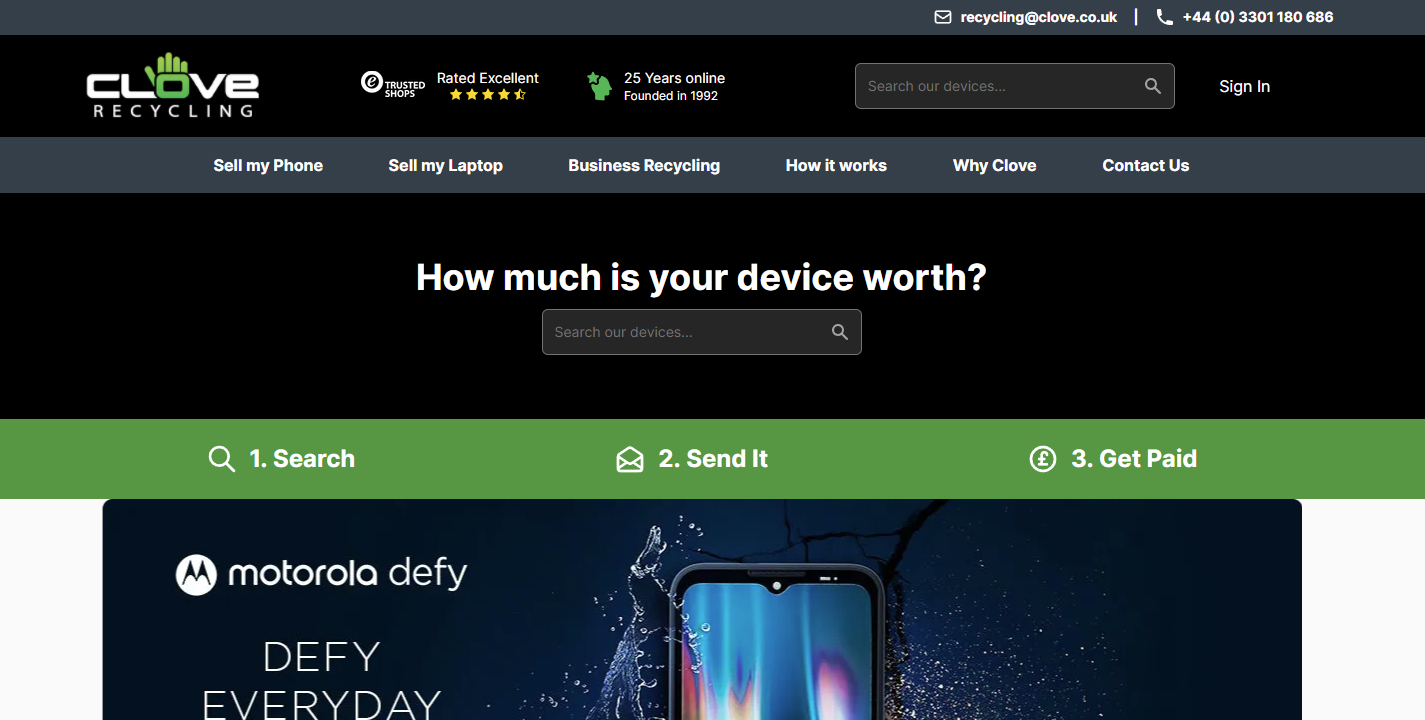 recycling@clove.co.uk | +44 (0) 3301 180 686
CLOVE
RECYCLING
e TRUSTED
SHOPS
Rated Excellent
25 Years online
Founded in 1992
Search our devices...
Sign In
Sell my Phone
Sell my Laptop
Business Recycling
How it works
Why Clove
Contact Us
How much is your device worth?
Search our devices...
1. Search
2. Send It
3. Get Paid
motorola defy
DEFY
EVERYDAY